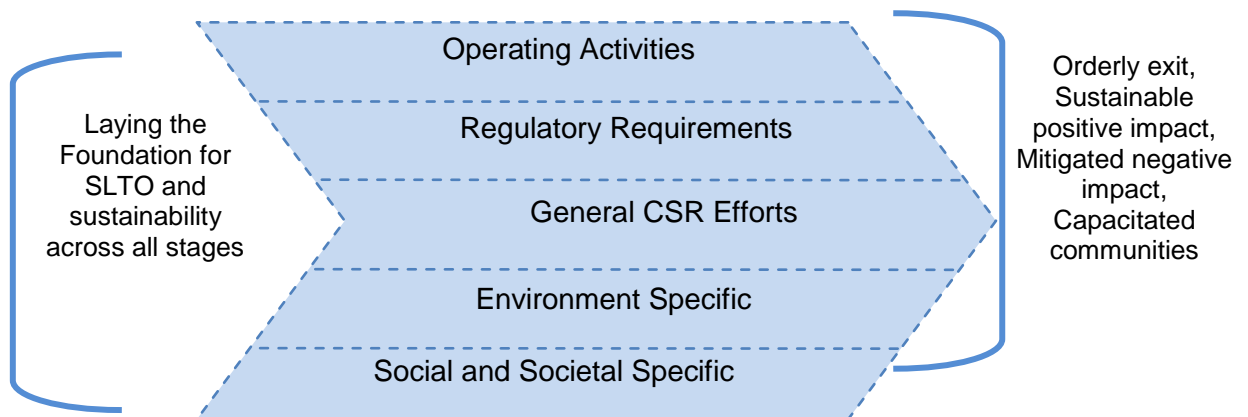 Laying the
Foundation for
SLTO and
sustainability
across all stages
Operating Activities
Regulatory Requirements
General CSR Efforts
Environment Specific
Social and Societal Specific
Orderly exit,
Sustainable
positive impact,
Mitigated negative
impact,
Capacitated
communities